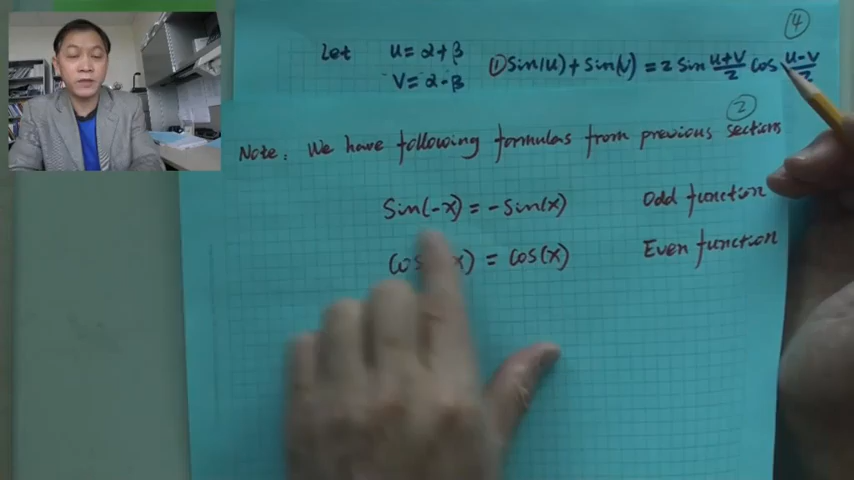 ④
Let u = α + β ① Sin(u) + Sin(v) = 2 Sin u+v/2 Cos u-v/2
v = α - β
②
Note: We have following formulas from previous sections
Sin(-x) = -Sin(x) Odd function
Cos x) = Cos(x) Even function